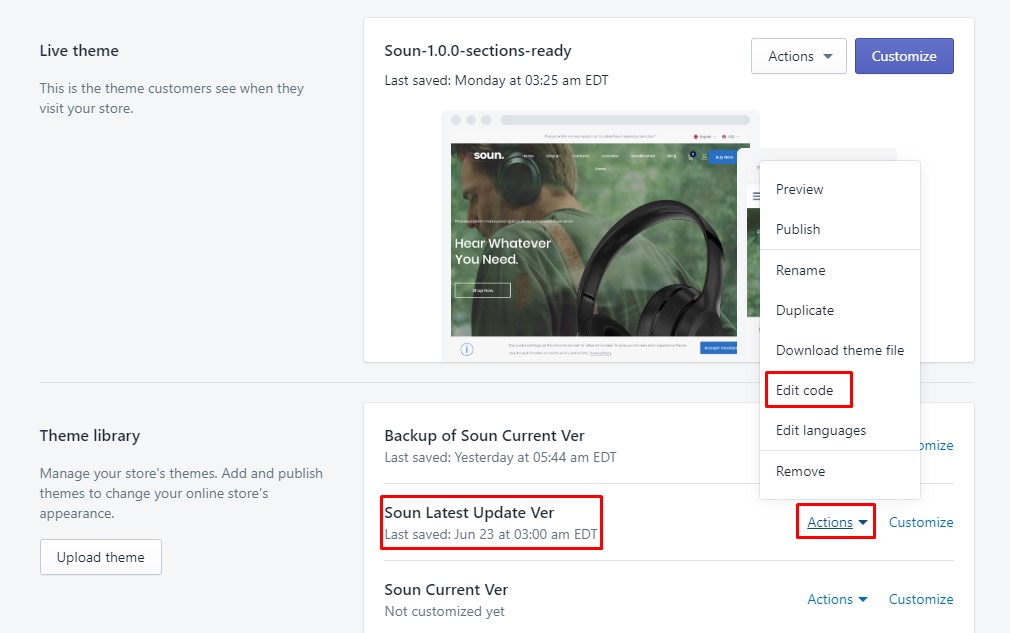 Live theme
This is the theme customers see when they
visit your store.
Soun-1.0.0-sections-ready
Last saved: Monday at 03:25 am EDT
Actions
Customize
soun.
Home
Blog
Buy Now
Hear Whatever
You Need.
Shop Now
Preview
Publish
Rename
Duplicate
Download theme file
Edit code
Edit languages
Remove
Theme library
Manage your store's themes. Add and publish
themes to change your online store's
appearance.
Upload theme
Backup of Soun Current Ver
Last saved: Yesterday at 05:44 am EDT
omize
Soun Latest Update Ver
Last saved: Jun 23 at 03:00 am EDT
Actions
Customize
Soun Current Ver
Not customized yet
Actions
Customize